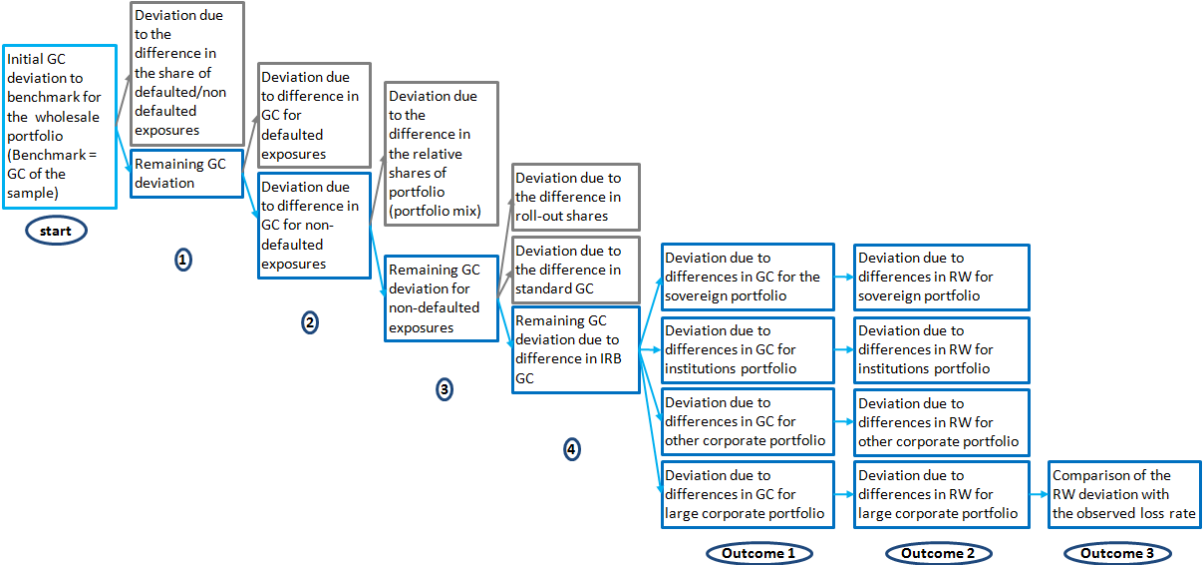 Initial GC
deviation to
benchmark for
the wholesale
portfolio
(Benchmark =
GC of the
sample)
start
Deviation due
to the
difference in
the share of
defaulted/non
defaulted
exposures
Remaining GC
deviation
1
Deviation due
to difference in
GC for
defaulted
exposures
Deviation due
to difference in
GC for non-
defaulted
exposures
2
Deviation due
to the
difference in
the relative
shares of
portfolio
(portfolio mix)
Remaining GC
deviation for
non-defaulted
exposures
3
Deviation due to
the difference in
roll-out shares
Deviation due to
the difference in
standard GC
Remaining GC
deviation due to
difference in IRB
GC
4
Deviation due to
differences in GC for the
sovereign portfolio
Deviation due to
differences in GC for
institutions portfolio
Deviation due to
differences in GC for
other corporate portfolio
Deviation due to
differences in GC for
large corporate portfolio
Outcome 1
Deviation due to
differences in RW for
sovereign portfolio
Deviation due to
differences in RW for
institutions portfolio
Deviation due to
differences in RW for
other corporate portfolio
Deviation due to
differences in RW for
large corporate portfolio
Outcome 2
Comparison of the
RW deviation with
the observed loss rate
Outcome 3